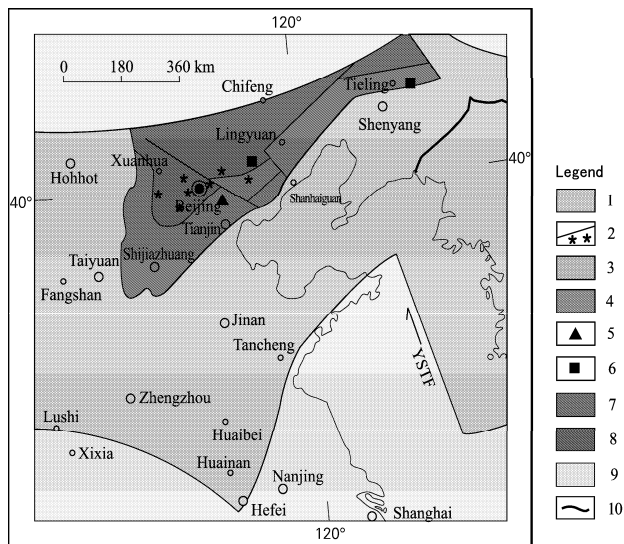 120°
0 180 360 km
Chifeng
Tieling
Shenyang
Lingyuan
Xuanhua
Hohhot
40°
40°
Shanhaiguan
Beijing
Tianjin
Shijiazhuang
Taiyuan
Fangshan
Jinan
Tancheng
YSTF
Zhengzhou
Lushi
Huaibei
Xixia
Huainan
Nanjing
Hefei
Shanghai
120°
Legend
1
2
3
4
5
6
7
8
9
10